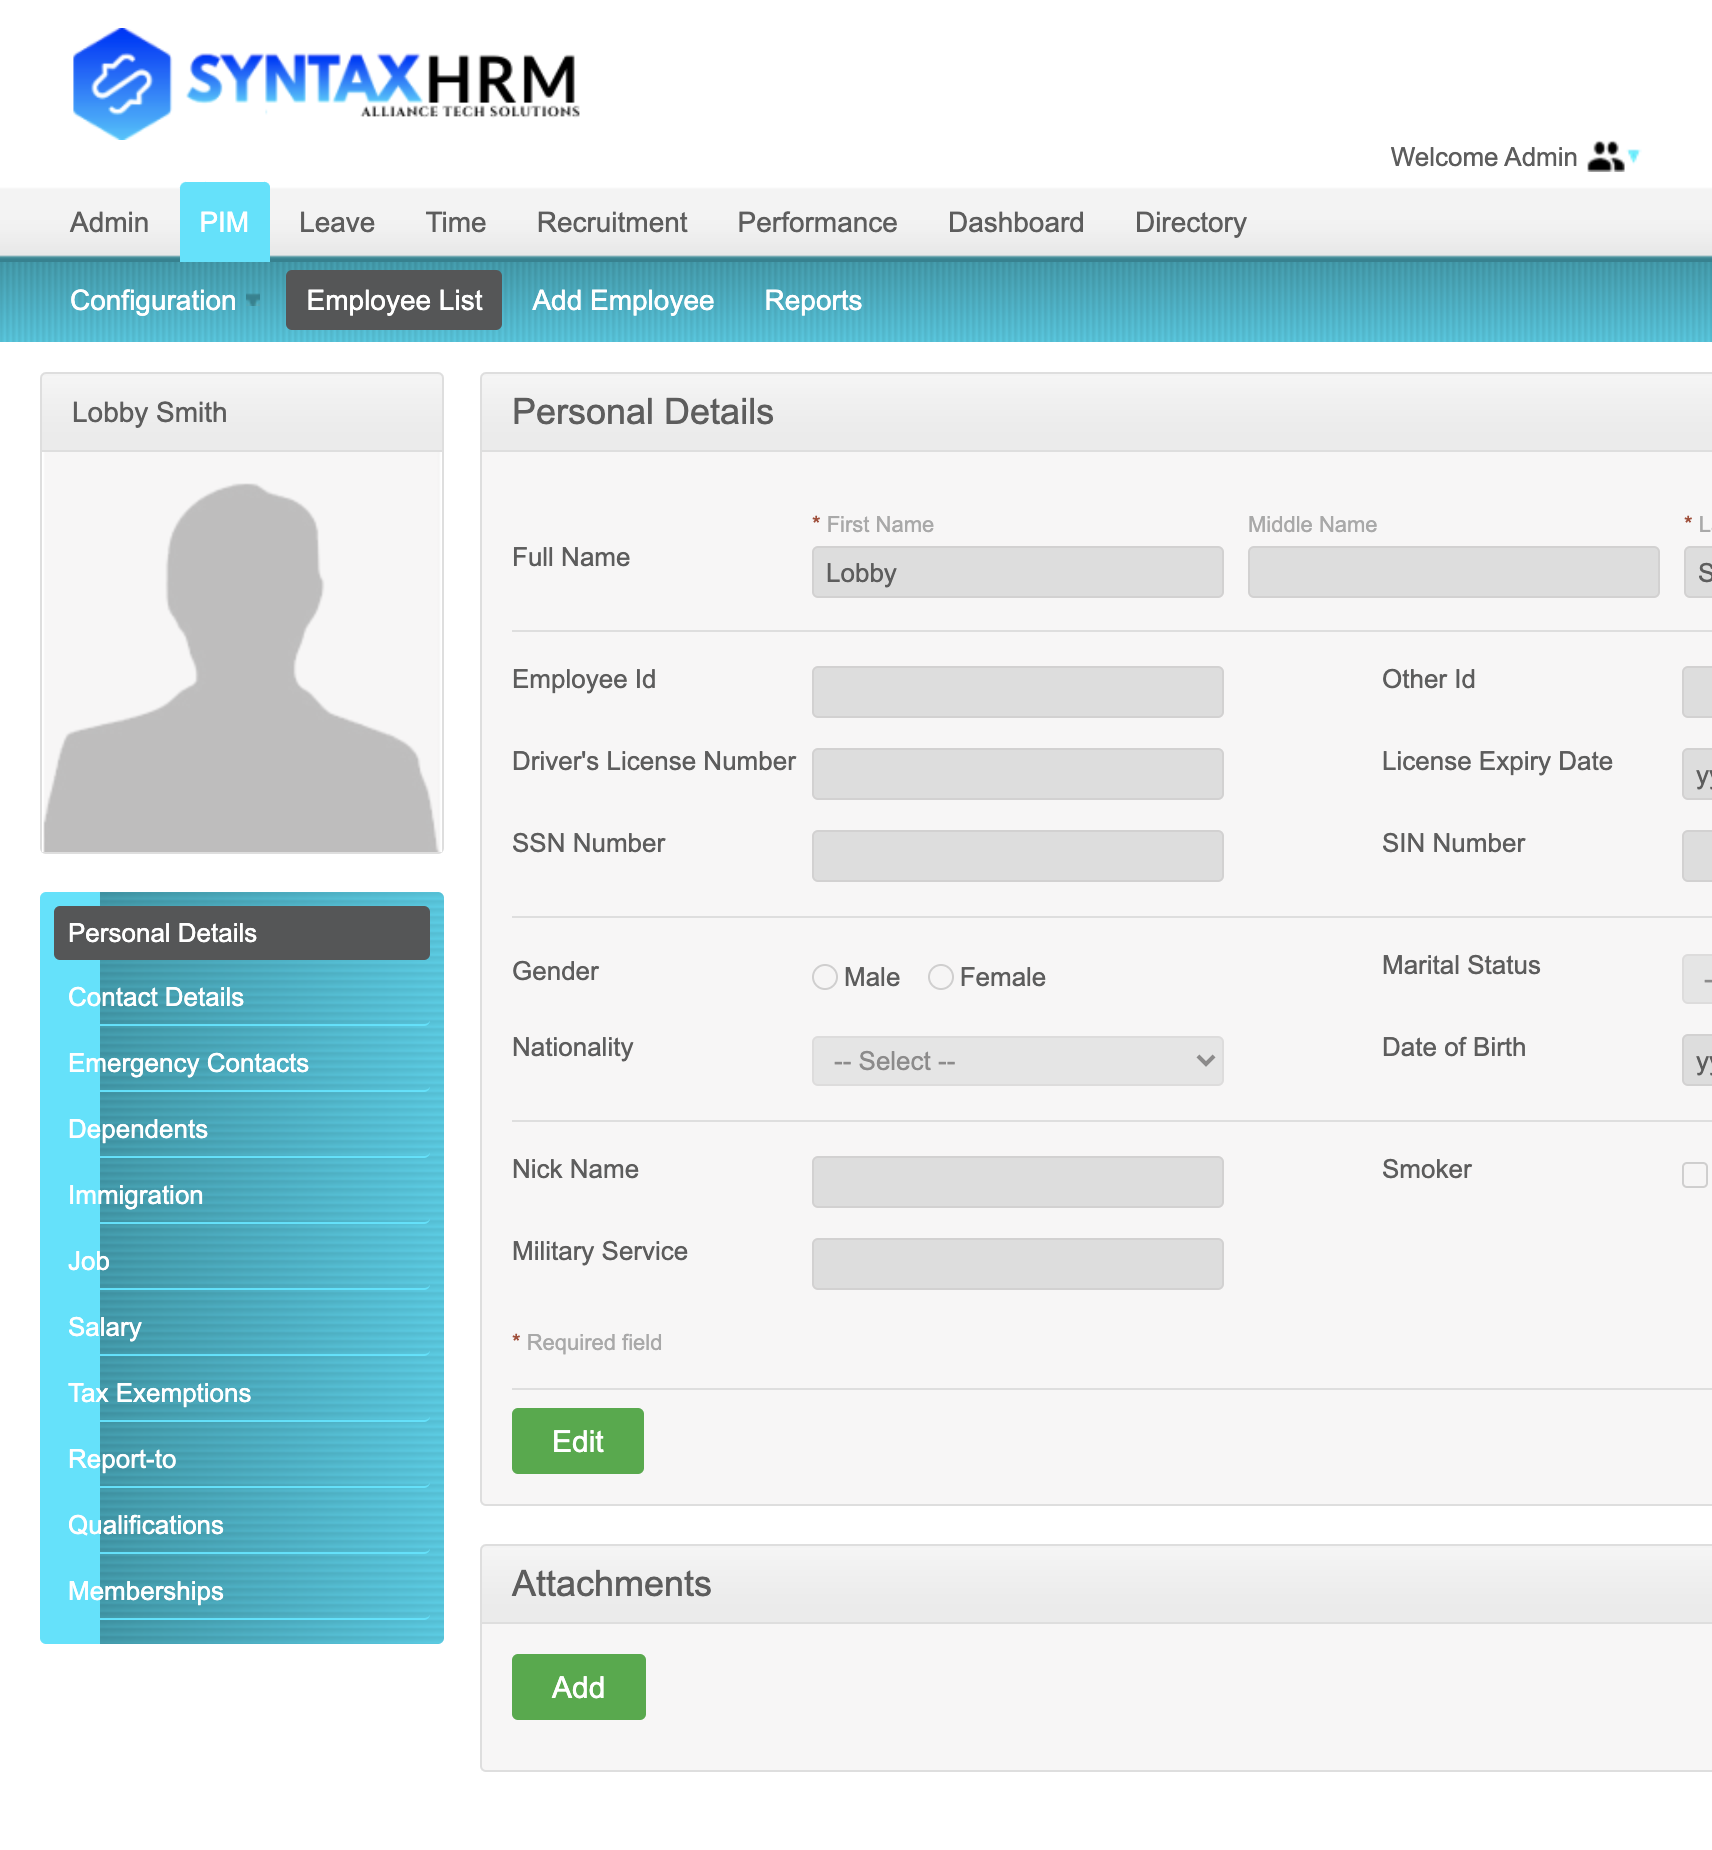 SYNTAXHRM
ALLIANCE TECH SOLUTIONS
Welcome Admin
Admin PIM Leave Time Recruitment Performance Dashboard Directory
Configuration Employee List Add Employee Reports
Lobby Smith
Personal Details
Contact Details
Emergency Contacts
Dependents
Immigration
Job
Salary
Tax Exemptions
Report-to
Qualifications
Memberships
Personal Details
* First Name Middle Name *
Full Name Lobby
Employee Id Other Id
Driver's License Number License Expiry Date
SSN Number SIN Number
Gender Male Female Marital Status
Nationality -- Select -- Date of Birth
Nick Name Smoker
Military Service
* Required field
Edit
Attachments
Add